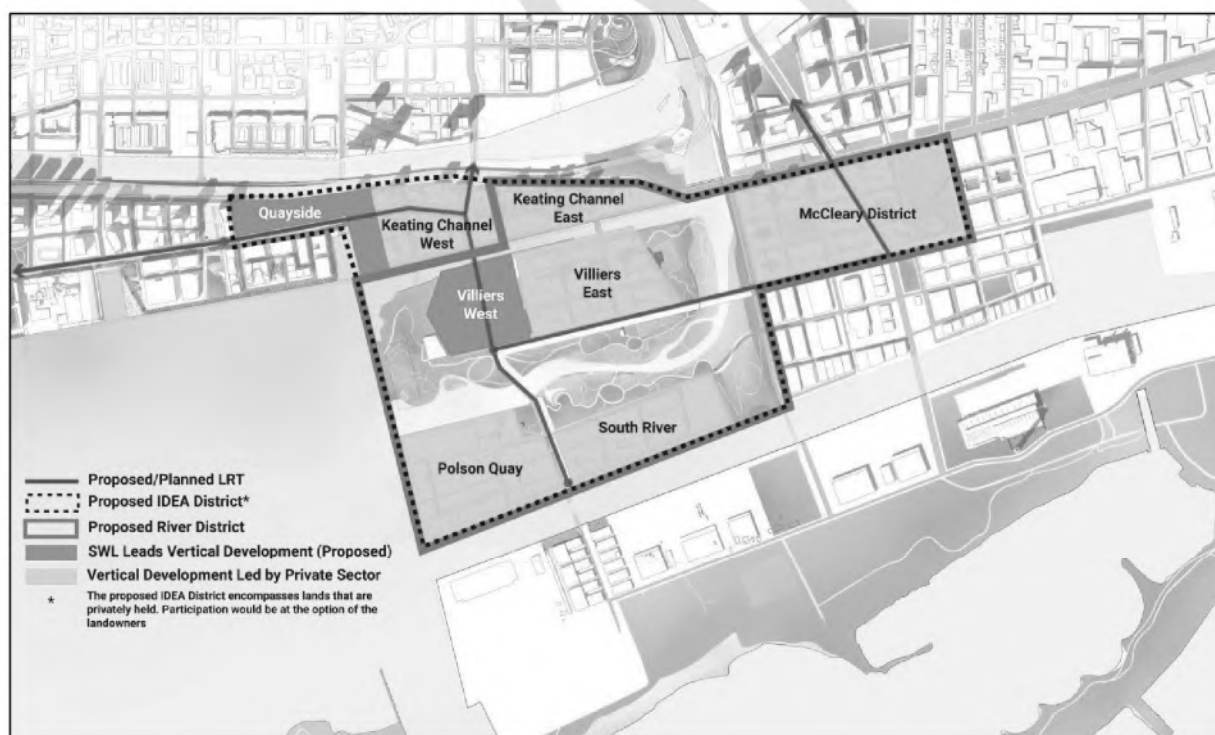 Quayside
Keating Channel
West
Keating Channel
East
McCleary District
Villiers
West
Villiers
East
South River
Polson Quay
Proposed/Planned LRT
Proposed IDEA District*
Proposed River District
SWL Leads Vertical Development (Proposed)
Vertical Development Led by Private Sector
* The proposed IDEA District encompasses lands that are
privately held. Participation would be at the option of the
landowners